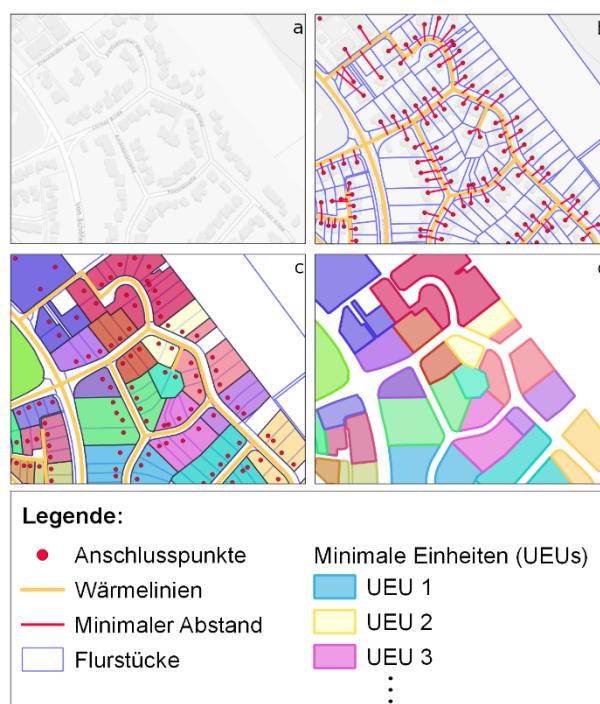 a
b
c
d
Legende:
Anschlusspunkte
Wärmelinien
Minimaler Abstand
Flurstücke
Minimale Einheiten (UEUs)
UEU 1
UEU 2
UEU 3